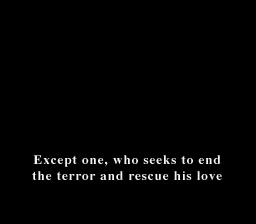 Except one, who seeks to end
the terror and rescue his love